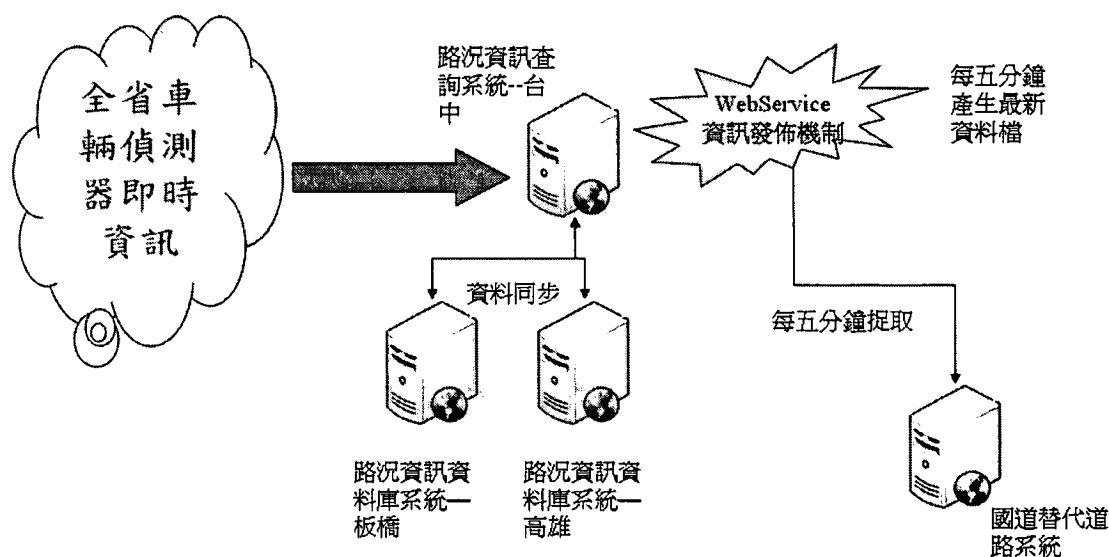 全省車
輛偵測
器即時
資訊
路況資訊查
詢系統--台
中
WebService
資訊發佈機制
每五分鐘
產生最新
資料檔
資料同步
每五分鐘捉取
路況資訊資
料庫系統—
板橋
路況資訊資
料庫系統—
高雄
國道替代道
路系統